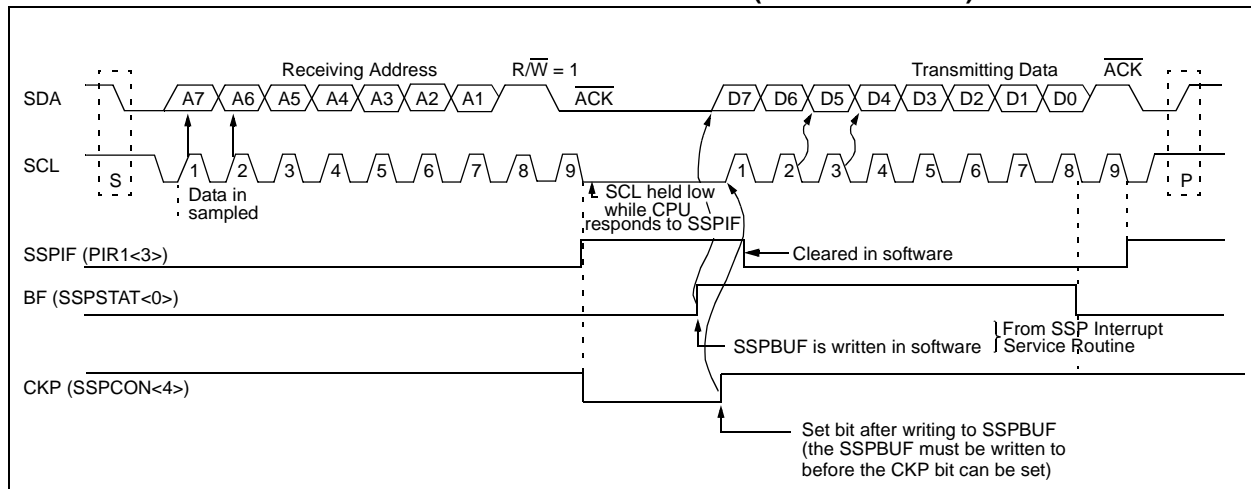 Receiving Address R/W = 1 Transmitting Data ACK
SDA A7 A6 A5 A4 A3 A2 A1 ACK D7 D6 D5 D4 D3 D2 D1 D0
SCL S 1 2 3 4 5 6 7 8 9 1 2 3 4 5 6 7 8 9 P
Data in
sampled
SCL held low
while CPU
responds to SSPIF
SSPIF (PIR1<3>)
Cleared in software
BF (SSPSTAT<0>)
SSPBUF is written in software
From SSP Interrupt
Service Routine
CKP (SSPCON<4>)
Set bit after writing to SSPBUF
(the SSPBUF must be written to
before the CKP bit can be set)